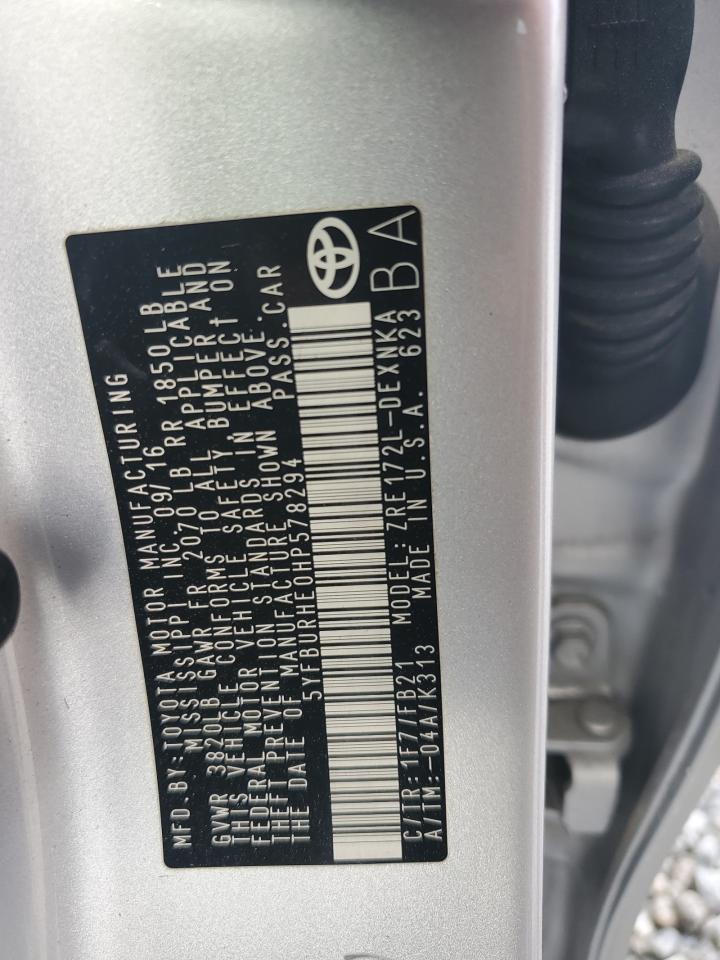 MFD.BY:TOYOTA MOTOR MANUFACTURING
MISSISSIPPI INC. 09/16
GVWR 3820LB GAWR FR 2070 LB RR 1850LB
THIS VEHICLE CONFORMS TO ALL APPLICABLE
FEDERAL MOTOR VEHICLE SAFETY, BUMPER AND
THEFT PREVENTION STANDARDS IN EFFECT ON
THE DATE OF MANUFACTURE SHOWN ABOVE.
5YFBURHE0HP578294 PASS.CAR
C/TR:1F7/FB21 MODEL:ZRE172L-DEXNKA
A/TM:-04A/K313 MADE IN U.S.A. 623
BA